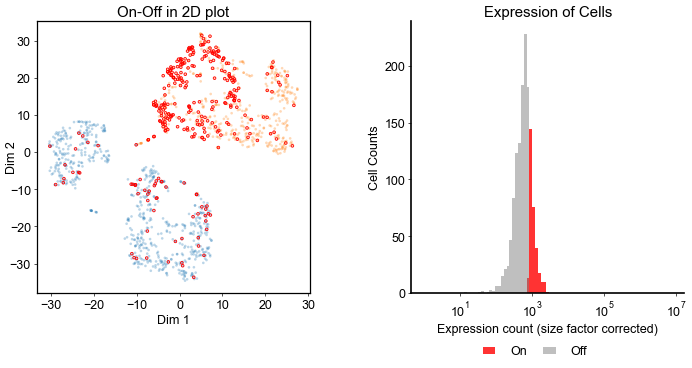 On-Off in 2D plot
Dim 2
30
20
10
0
−10
−20
−30
−30 −20 −10 0 10 20 30
Dim 1
Expression of Cells
Cell Counts
200
150
100
50
0
10^1 10^3 10^5 10^7
Expression count (size factor corrected)
On Off